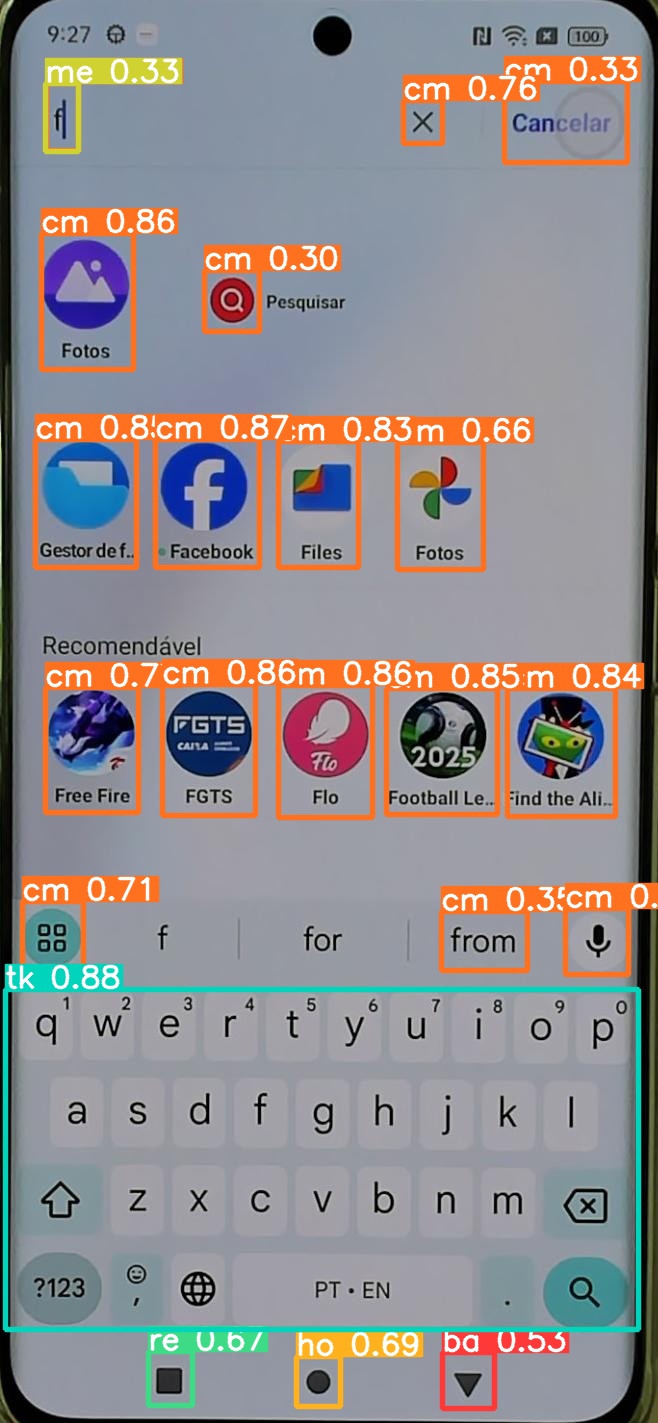 9:27 100
me 0.33 cm 0.76 cm 0.33
f Cancelar
cm 0.86 cm 0.30
Pesquisar
Fotos
cm 0.8 cm 0.87 m 0.83 m 0.66
Gestor de f.. Facebook Files Fotos
Recomendável
cm 0.7 cm 0.86 m 0.86 0.85 m 0.84
FGTS
CAIXA
Flo
2025
Free Fire FGTS Flo Football Le... Find the Ali...
cm 0.71 cm 0.35 cm 0.
f for from
tk 0.88
q1 w2 e3 r4 t5 y6 u7 i8 o9 p0
a s d f g h j k l
z x c v b n m
?123 , PT • EN .
re 0.67 ho 0.69 ba 0.53